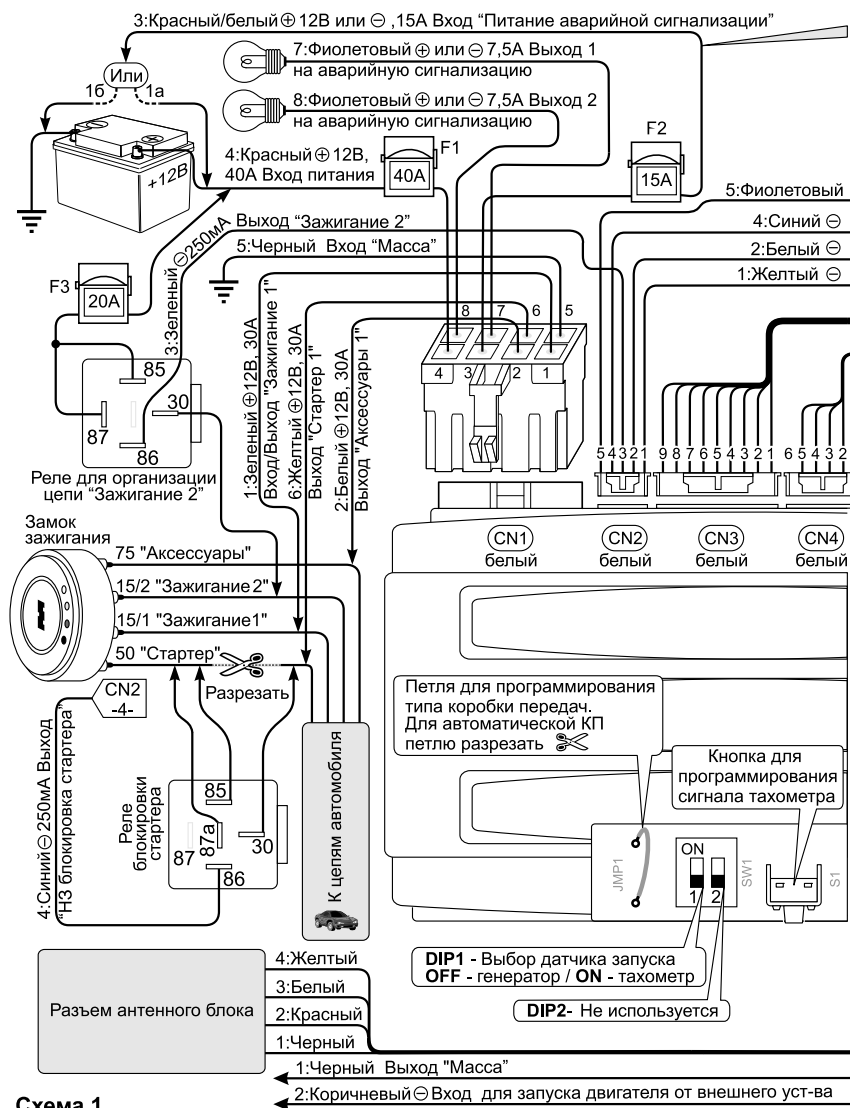 3:Красный/белый ⊕ 12В или ⊖ ,15А Вход “Питание аварийной сигнализации”
7:Фиолетовый ⊕ или ⊖ 7,5А Выход 1
на аварийную сигнализацию
Или
1б 1а
8:Фиолетовый ⊕ или ⊖ 7,5А Выход 2
на аварийную сигнализацию
+12В
4:Красный ⊕ 12В,
40А Вход питания
F1
40А
F2
15А
5:Фиолетовый
4:Синий ⊖
2:Белый ⊖
1:Желтый ⊖
3:Зеленый ⊖250мА Выход “Зажигание 2”
5:Черный Вход “Масса”
F3
20А
85
30
87
86
Реле для организации
цепи “Зажигание 2”
1:Зеленый ⊕12В, 30А
Вход/Выход "Зажигание 1"
6:Желтый ⊕12В, 30А
Выход "Стартер 1"
2:Белый ⊕12В, 30А
Выход "Аксессуары 1"
8 7 6 5
4 3 2 1
5 4 3 2 1
9 8 7 6 5 4 3 2 1
6 5 4 3 2
CN1
белый
CN2
белый
CN3
белый
CN4
белый
Замок
зажигания
75 "Аксессуары"
15/2 "Зажигание 2"
15/1 "Зажигание1"
50 "Стартер"
Разрезать
CN2
-4-
4:Синий⊖250мА Выход
“НЗ блокировка стартера”
Реле
блокировки
стартера
85
87
87а
30
86
К цепям автомобиля
Петля для программирования
типа коробки передач.
Для автоматической КП
петлю разрезать
Кнопка для
программирования
сигнала тахометра
JMP1
ON
1 2
SW1
S1
DIP1 - Выбор датчика запуска
OFF - генератор / ON - тахометр
DIP2- Не используется
Разъем антенного блока
4:Желтый
3:Белый
2:Красный
1:Черный
1:Черный Выход "Масса"
2:Коричневый⊖Вход для запуска двигателя от внешнего уст-ва
Схема 1